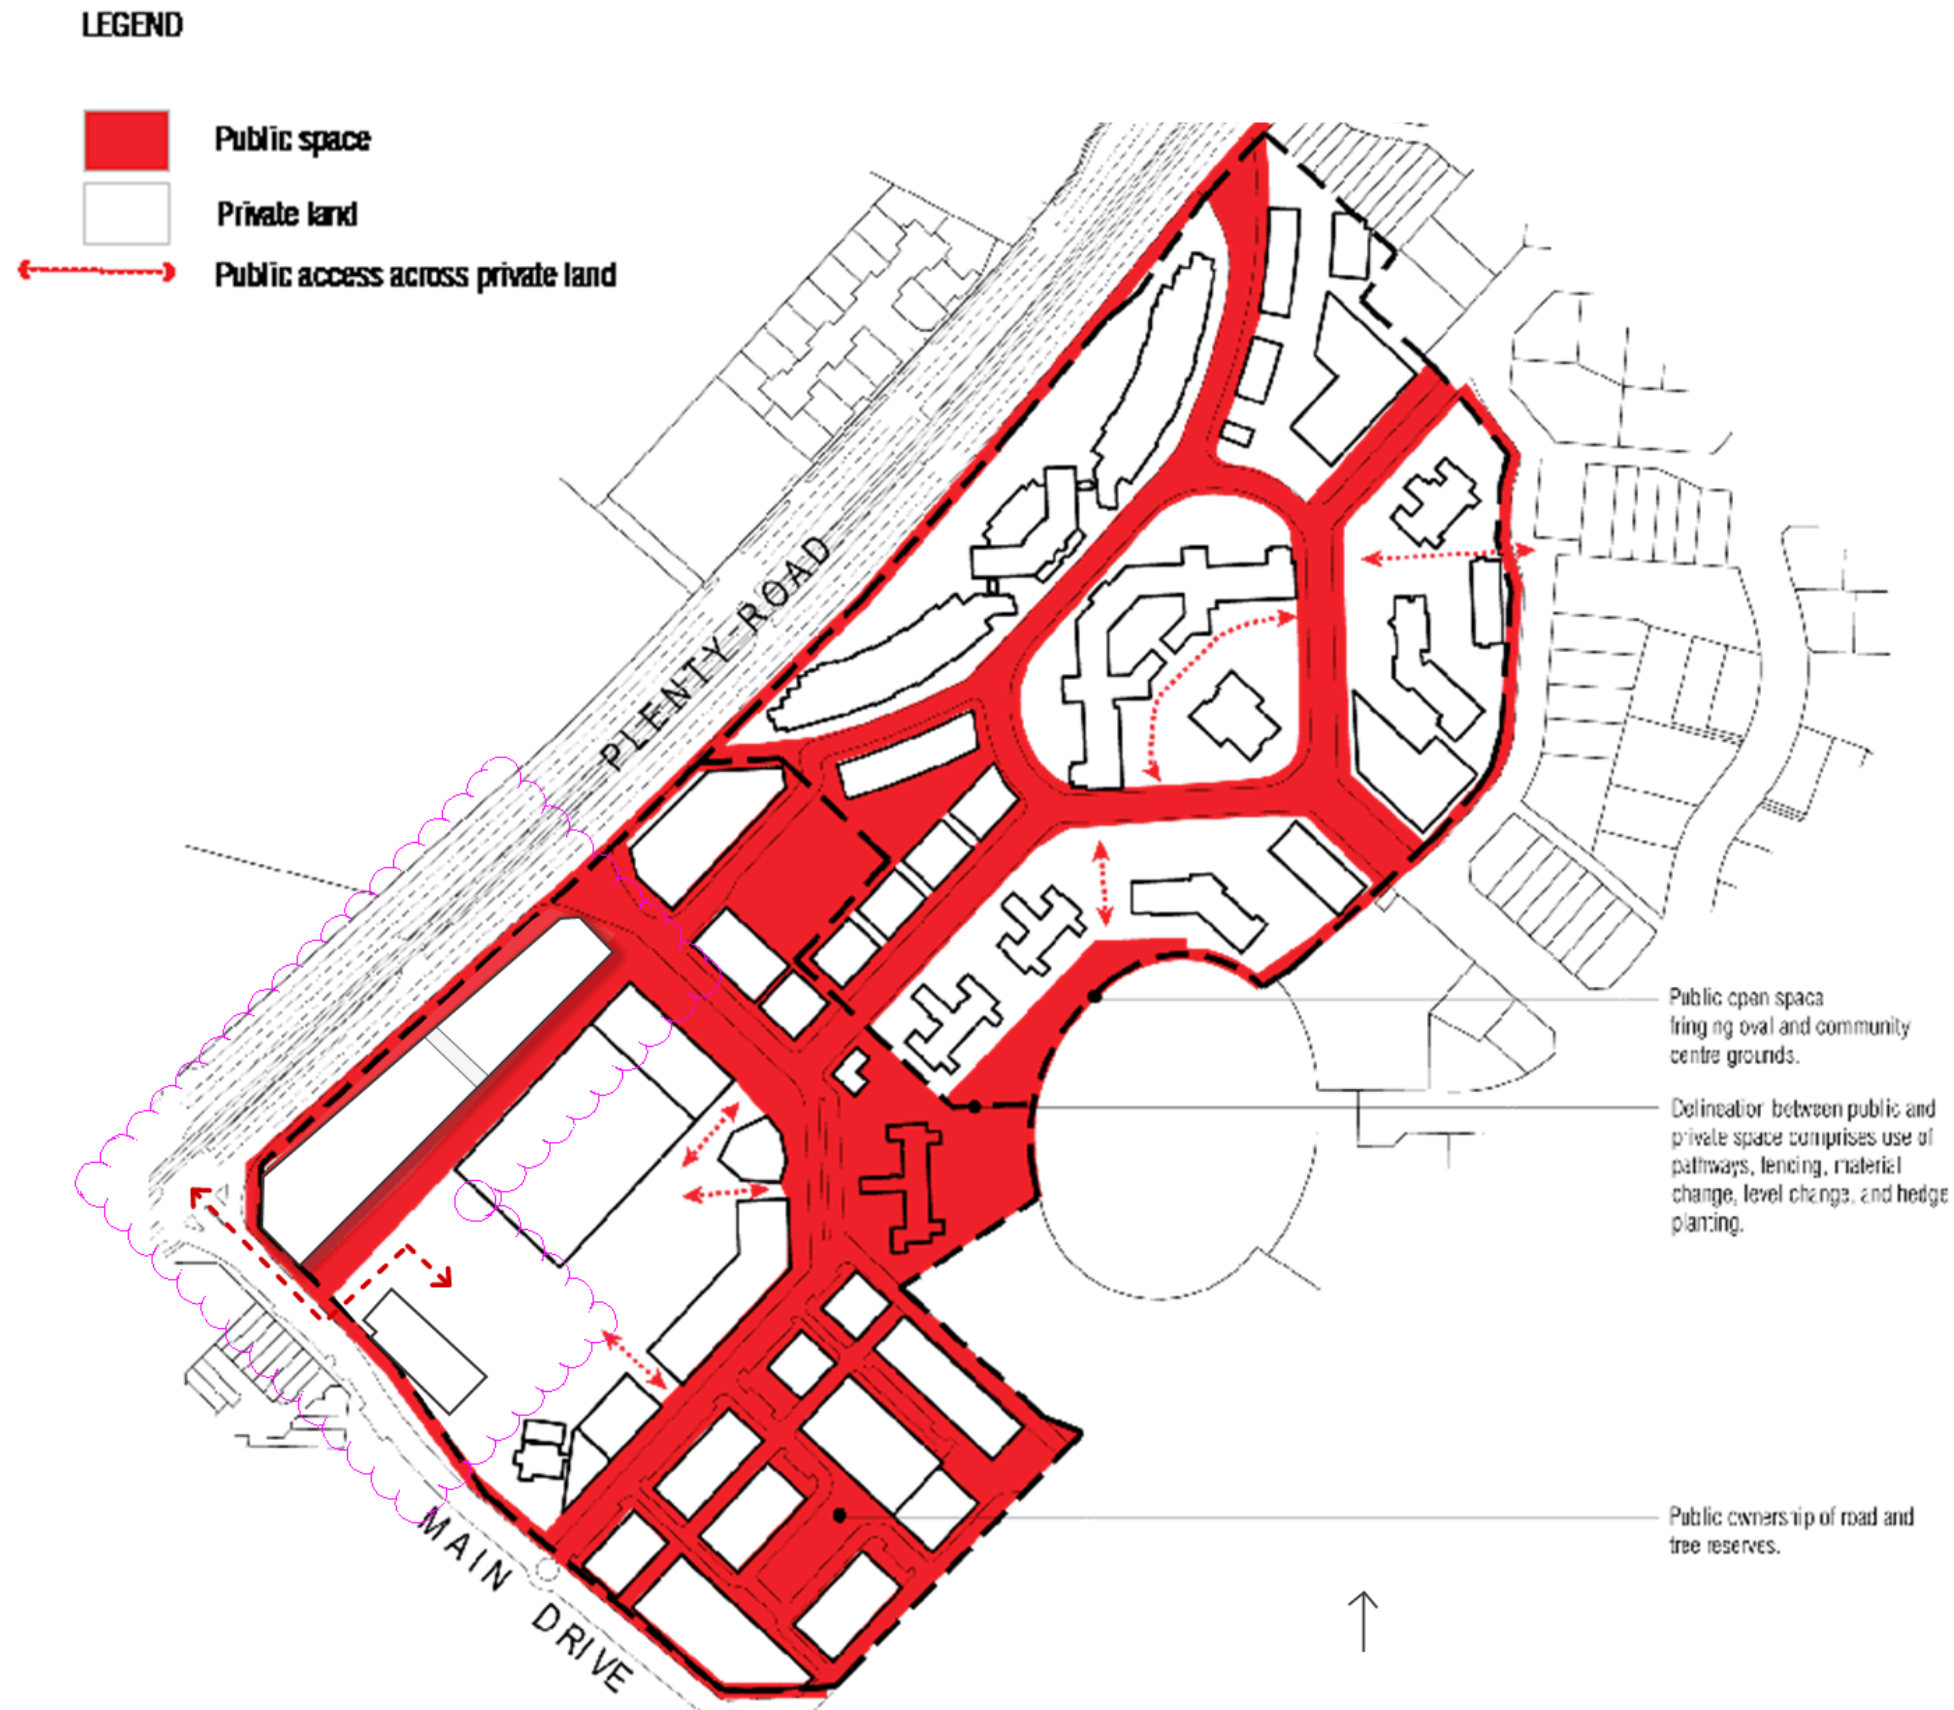 LEGEND
Public space
Private land
Public access across private land
PLENTY ROAD
Public open space
fringing oval and community
centre grounds.
Delineation between public and
private space comprises use of
pathways, fencing, material
change, level change, and hedge
planting.
Public ownership of road and
tree reserves.
MAIN DRIVE